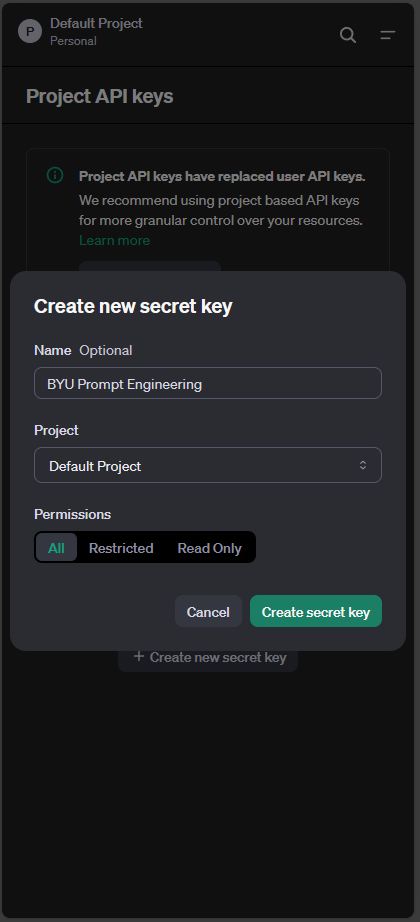 P
Default Project
Personal
Project API keys
Project API keys have replaced user API keys.
We recommend using project based API keys
for more granular control over your resources.
Learn more
Create new secret key
Name Optional
BYU Prompt Engineering
Project
Default Project
Permissions
All Restricted Read Only
Cancel Create secret key
+ Create new secret key